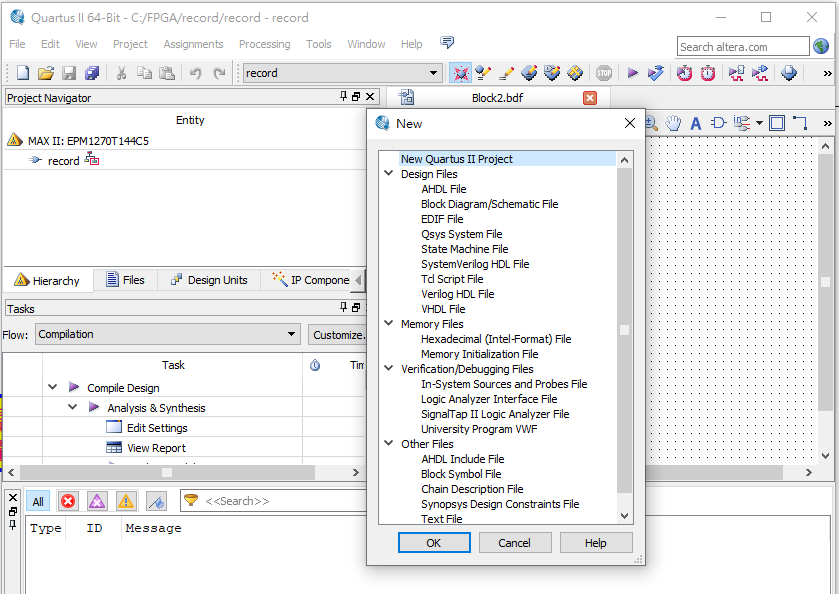 Quartus II 64-Bit - C:/FPGA/record/record - record
File Edit View Project Assignments Processing Tools Window Help
Search altera.com
record
STOP
»
Project Navigator
Block2.bdf
Entity
MAX II: EPM1270T144C5
record
A
»
Hierarchy
Files
Design Units
IP Compone
Tasks
Flow:
Compilation
Customize.
Task
Tim
Compile Design
Analysis & Synthesis
Edit Settings
View Report
New
New Quartus II Project
Design Files
AHDL File
Block Diagram/Schematic File
EDIF File
Qsys System File
State Machine File
SystemVerilog HDL File
Tcl Script File
Verilog HDL File
VHDL File
Memory Files
Hexadecimal (Intel-Format) File
Memory Initialization File
Verification/Debugging Files
In-System Sources and Probes File
Logic Analyzer Interface File
SignalTap II Logic Analyzer File
University Program VWF
Other Files
AHDL Include File
Block Symbol File
Chain Description File
Synopsys Design Constraints File
Text File
OK
Cancel
Help
All
<<Search>>
Type ID Message